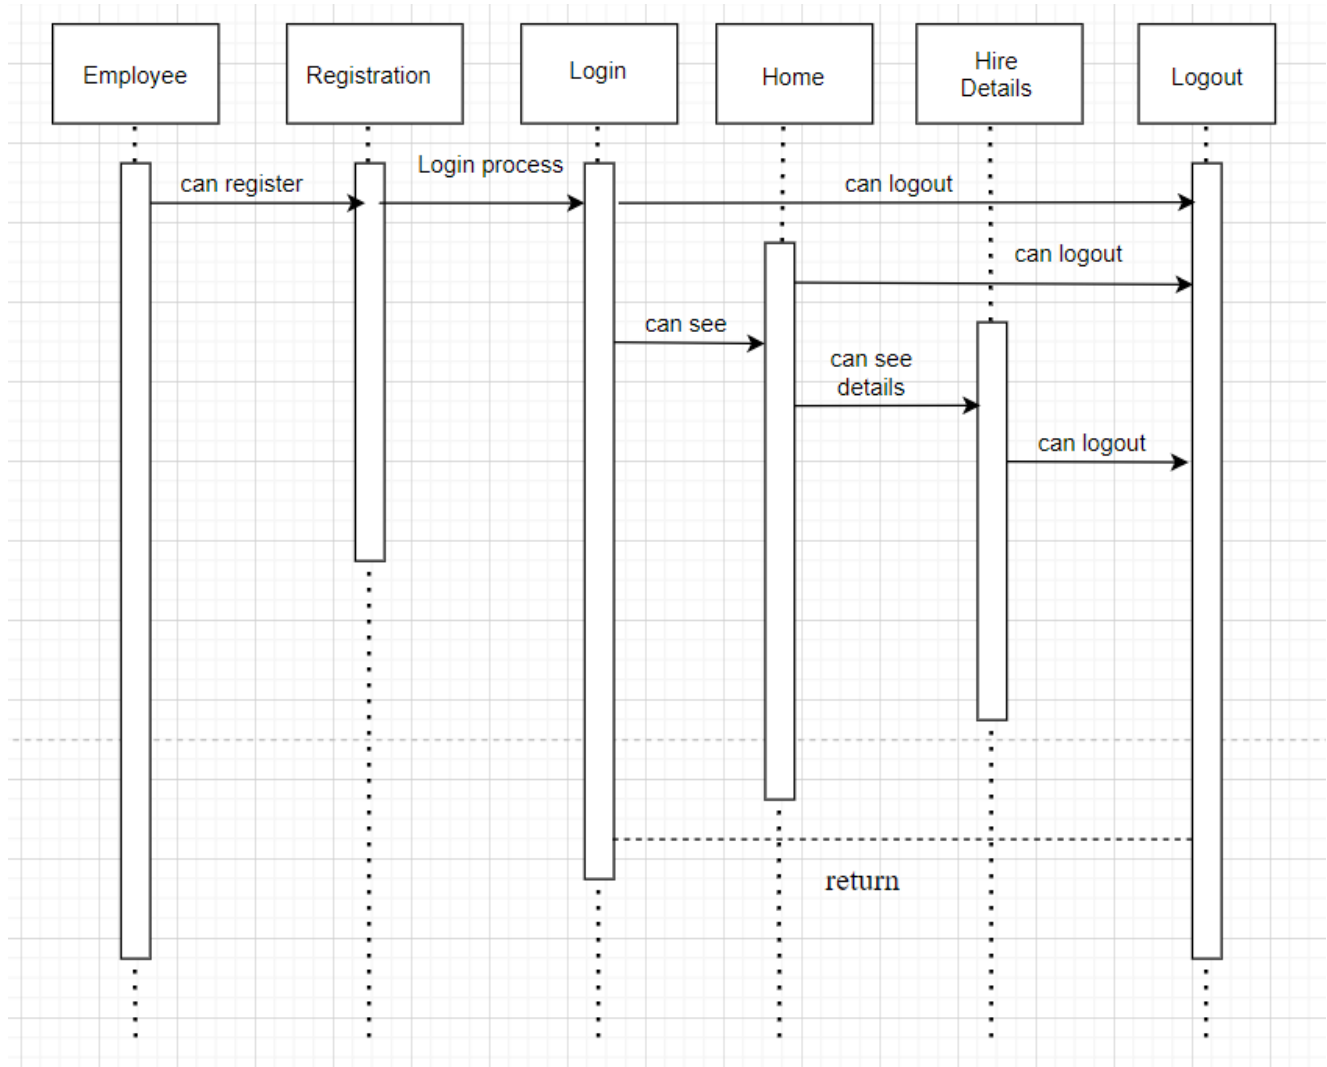 Employee
Registration
Login
Home
Hire
Details
Logout
can register
Login process
can logout
can logout
can see
can see
details
can logout
return